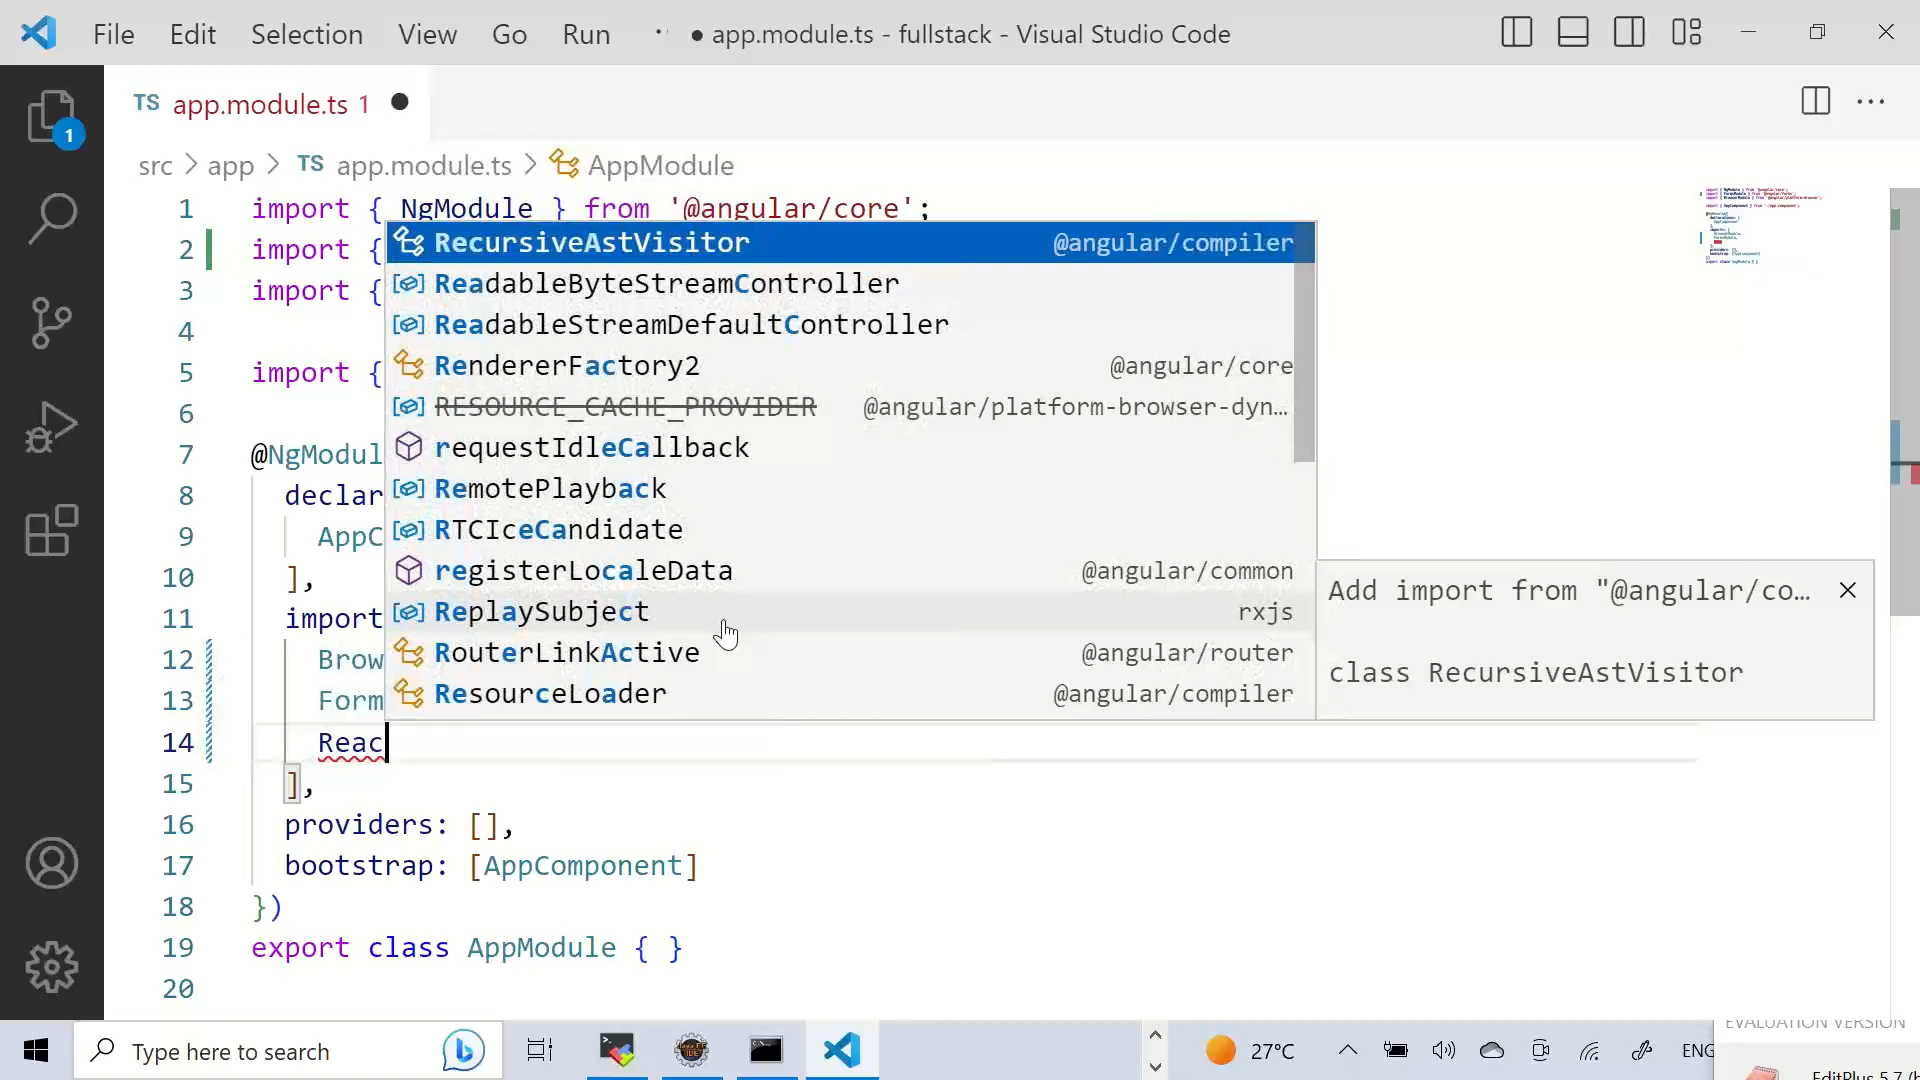 File Edit Selection View Go Run ● app.module.ts - fullstack - Visual Studio Code
TS app.module.ts 1
src > app > TS app.module.ts > AppModule
1 import { NgModule } from '@angular/core';
2 import {
3 import {
4
5 import {
6
7 @NgModul
8 declar
9 AppC
10 ],
11 import
12 Brow
13 Form
14 Reac
15 ],
16 providers: [],
17 bootstrap: [AppComponent]
18 })
19 export class AppModule { }
20
RecursiveAstVisitor @angular/compiler
ReadableByteStreamController
ReadableStreamDefaultController
RendererFactory2 @angular/core
RESOURCE_CACHE_PROVIDER @angular/platform-browser-dyn…
requestIdleCallback
RemotePlayback
RTCIceCandidate
registerLocaleData @angular/common
ReplaySubject rxjs
RouterLinkActive @angular/router
ResourceLoader @angular/compiler
Add import from "@angular/co…
class RecursiveAstVisitor
1
Type here to search
27°C
ENG
EVALUATION VERSION
EditPlus 5.7